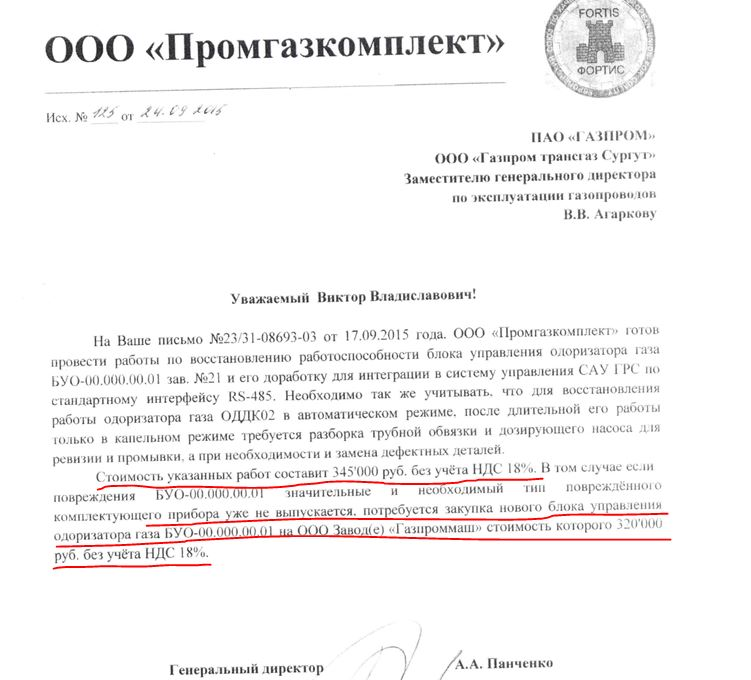 FORTIS
ФОРТИС
ООО «Промгазкомплект»
Исх. № 125 от 24.09.2015
ПАО «ГАЗПРОМ»
ООО «Газпром трансгаз Сургут»
Заместителю генерального директора
по эксплуатации газопроводов
В.В. Агаркову
Уважаемый Виктор Владиславович!
На Ваше письмо №23/31-08693-03 от 17.09.2015 года. ООО «Промгазкомплект» готов
провести работы по восстановлению работоспособности блока управления одоризатора газа
БУО-00.000.00.01 зав. №21 и его доработку для интеграции в систему управления САУ ГРС по
стандартному интерфейсу RS-485. Необходимо так же учитывать, что для восстановления
работы одоризатора газа ОДДК02 в автоматическом режиме, после длительной его работы
только в капельном режиме требуется разборка трубной обвязки и дозирующего насоса для
ревизии и промывки, а при необходимости и замена дефектных деталей.
Стоимость указанных работ составит 345'000 руб. без учёта НДС 18%. В том случае если
повреждения БУО-00.000.00.01 значительные и необходимый тип повреждённого
комплектующего прибора уже не выпускается, потребуется закупка нового блока управления
одоризатора газа БУО-00.000.00.01 на ООО Завод(е) «Газпроммаш» стоимость которого 320'000
руб. без учёта НДС 18%.
Генеральный директор
А.А. Панченко